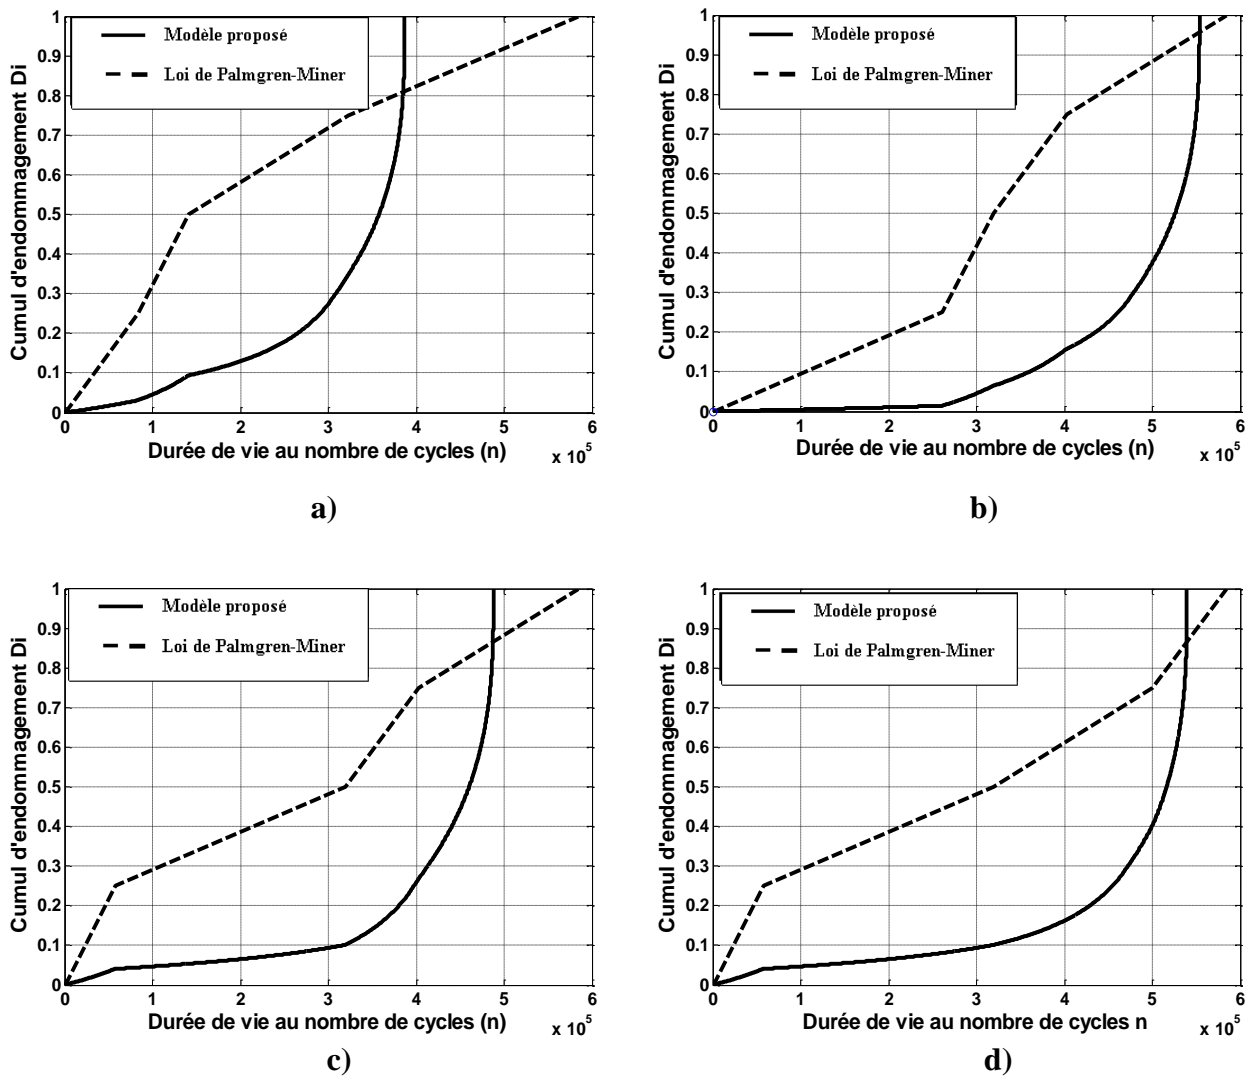 Modèle proposé
Loi de Palmgren-Miner
Cumul d'endommagement Di
1
0.9
0.8
0.7
0.6
0.5
0.4
0.3
0.2
0.1
0
0 1 2 3 4 5 6
Durée de vie au nombre de cycles (n)
x 10^5
a)
Modèle proposé
Loi de Palmgren-Miner
Cumul d'endommagement Di
1
0.9
0.8
0.7
0.6
0.5
0.4
0.3
0.2
0.1
0
0 1 2 3 4 5 6
Durée de vie au nombre de cycles (n)
x 10^5
b)
Modèle proposé
Loi de Palmgren-Miner
Cumul d'endommagement Di
1
0.9
0.8
0.7
0.6
0.5
0.4
0.3
0.2
0.1
0
0 1 2 3 4 5 6
Durée de vie au nombre de cycles (n)
x 10^5
c)
Modèle proposé
Loi de Palmgren-Miner
Cumul d'endommagement Di
1
0.9
0.8
0.7
0.6
0.5
0.4
0.3
0.2
0.1
0
0 1 2 3 4 5 6
Durée de vie au nombre de cycles n
x 10^5
d)